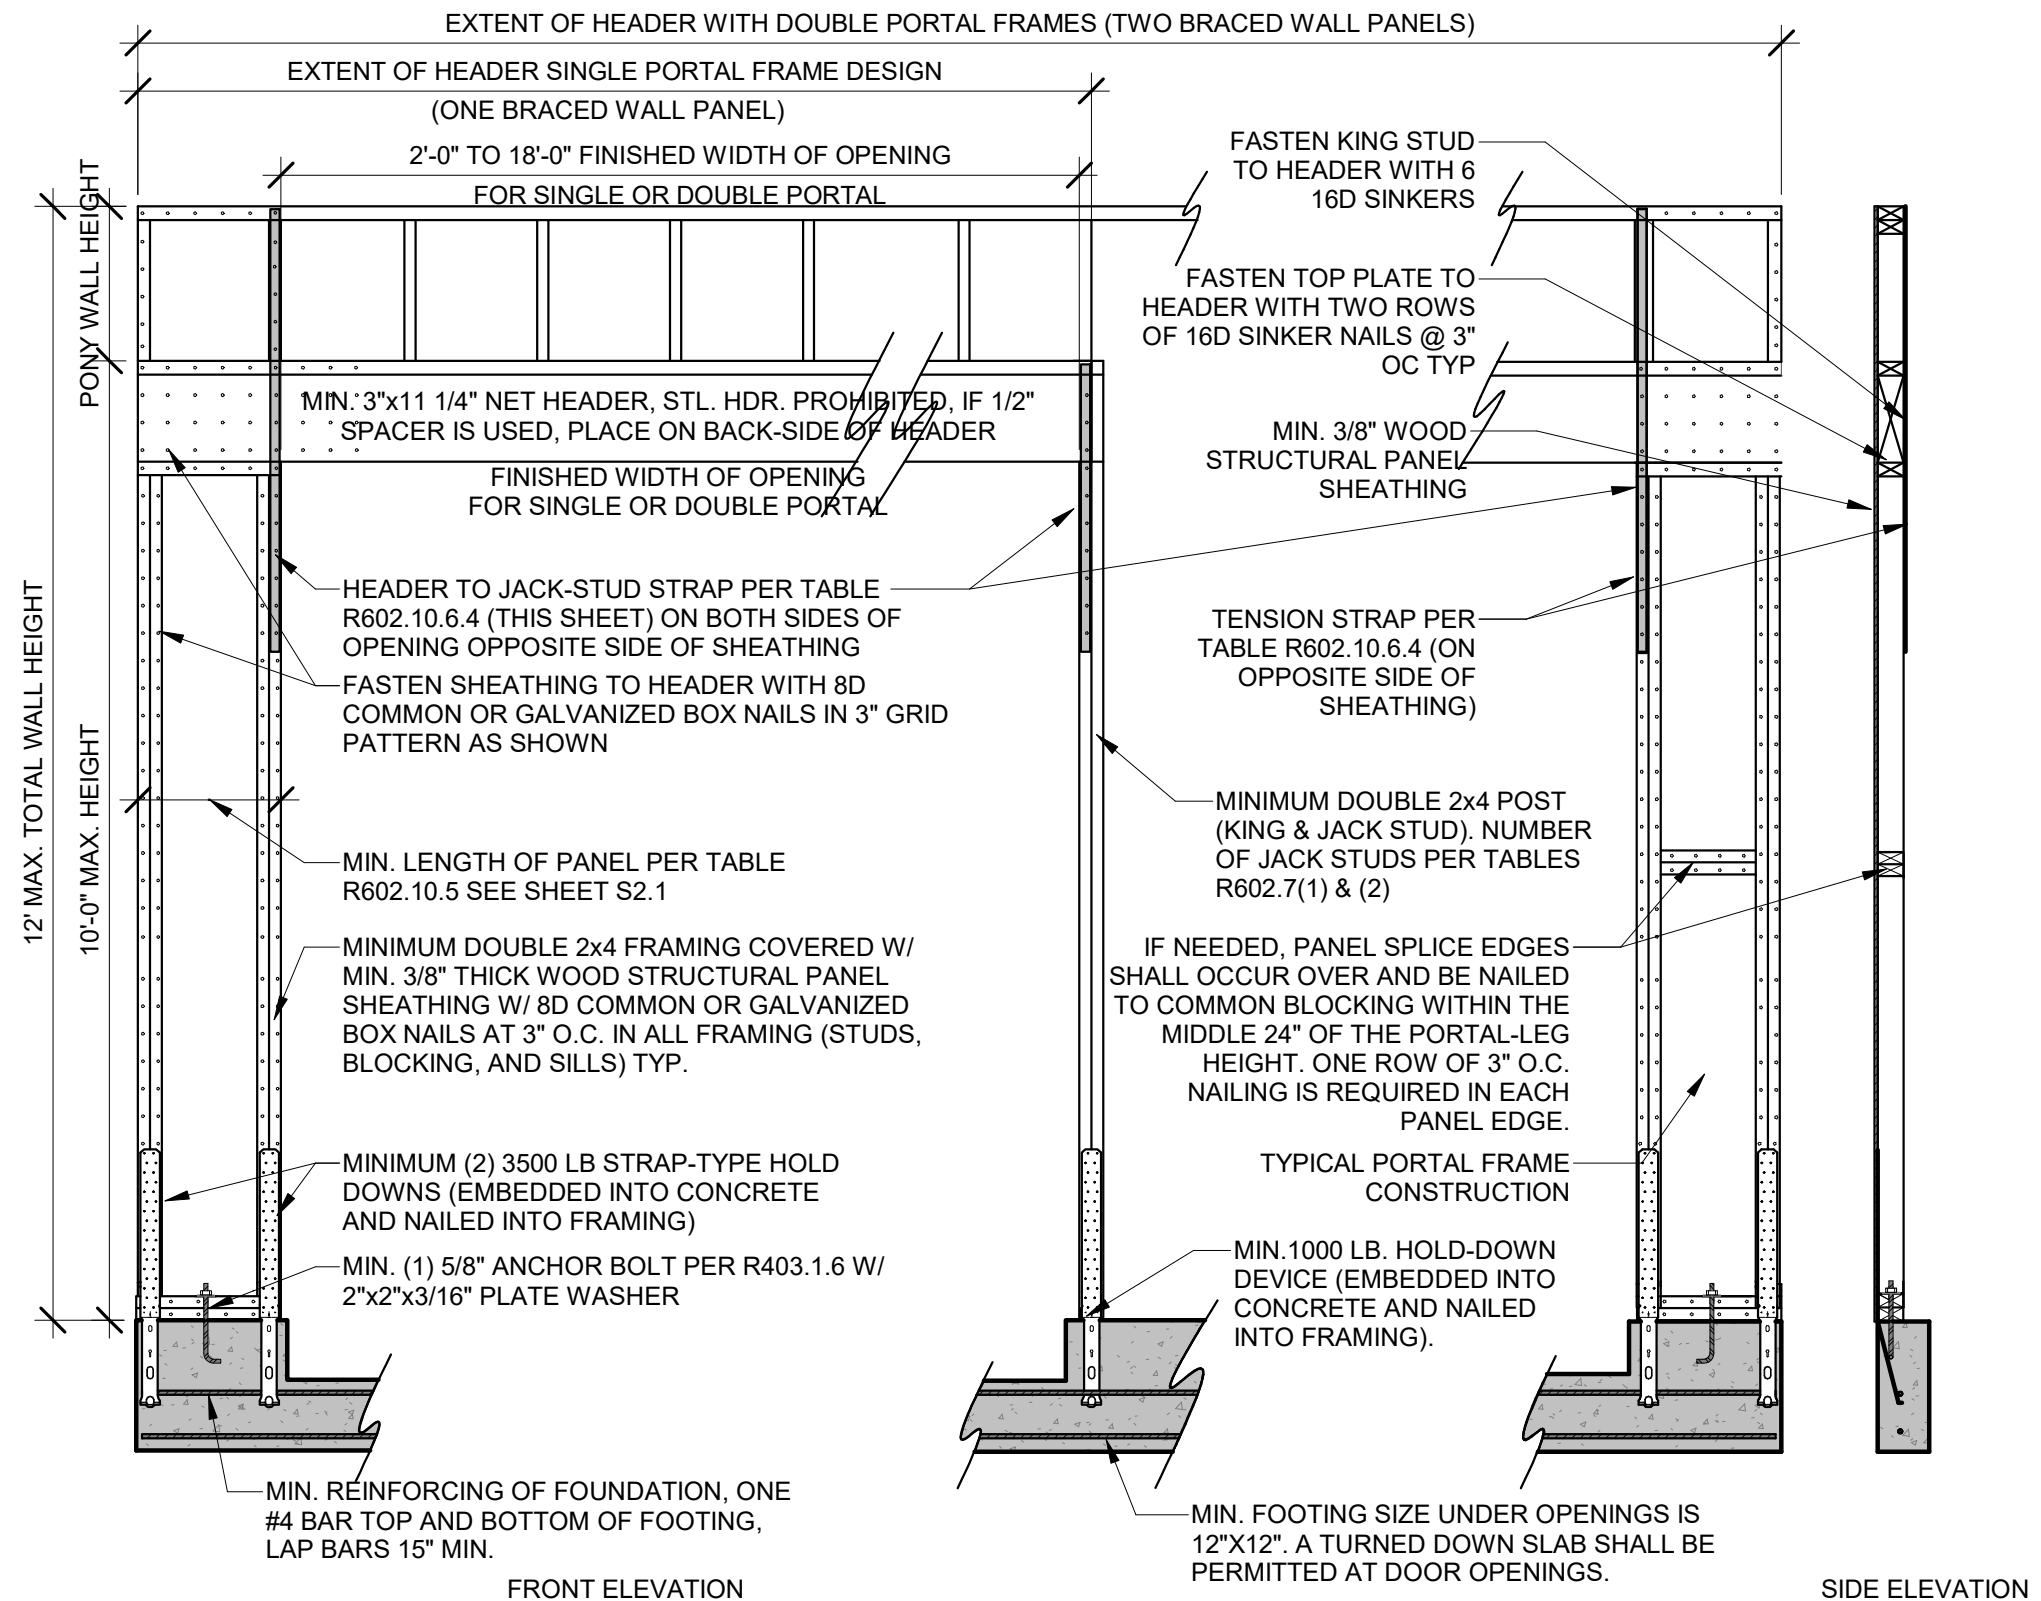 EXTENT OF HEADER WITH DOUBLE PORTAL FRAMES (TWO BRACED WALL PANELS)
EXTENT OF HEADER SINGLE PORTAL FRAME DESIGN
(ONE BRACED WALL PANEL)
2'-0" TO 18'-0" FINISHED WIDTH OF OPENING
FOR SINGLE OR DOUBLE PORTAL
FASTEN KING STUD
TO HEADER WITH 6
16D SINKERS
PONY WALL HEIGHT
FASTEN TOP PLATE TO
HEADER WITH TWO ROWS
OF 16D SINKER NAILS @ 3"
OC TYP
MIN. 3"x11 1/4" NET HEADER, STL. HDR. PROHIBITED, IF 1/2"
SPACER IS USED, PLACE ON BACK-SIDE OF HEADER
MIN. 3/8" WOOD
STRUCTURAL PANEL
SHEATHING
FINISHED WIDTH OF OPENING
FOR SINGLE OR DOUBLE PORTAL
12' MAX. TOTAL WALL HEIGHT
10'-0" MAX. HEIGHT
HEADER TO JACK-STUD STRAP PER TABLE
R602.10.6.4 (THIS SHEET) ON BOTH SIDES OF
OPENING OPPOSITE SIDE OF SHEATHING
TENSION STRAP PER
TABLE R602.10.6.4 (ON
OPPOSITE SIDE OF
SHEATHING)
FASTEN SHEATHING TO HEADER WITH 8D
COMMON OR GALVANIZED BOX NAILS IN 3" GRID
PATTERN AS SHOWN
MINIMUM DOUBLE 2x4 POST
(KING & JACK STUD). NUMBER
OF JACK STUDS PER TABLES
R602.7(1) & (2)
MIN. LENGTH OF PANEL PER TABLE
R602.10.5 SEE SHEET S2.1
MINIMUM DOUBLE 2x4 FRAMING COVERED W/
MIN. 3/8" THICK WOOD STRUCTURAL PANEL
SHEATHING W/ 8D COMMON OR GALVANIZED
BOX NAILS AT 3" O.C. IN ALL FRAMING (STUDS,
BLOCKING, AND SILLS) TYP.
IF NEEDED, PANEL SPLICE EDGES
SHALL OCCUR OVER AND BE NAILED
TO COMMON BLOCKING WITHIN THE
MIDDLE 24" OF THE PORTAL-LEG
HEIGHT. ONE ROW OF 3" O.C.
NAILING IS REQUIRED IN EACH
PANEL EDGE.
MINIMUM (2) 3500 LB STRAP-TYPE HOLD
DOWNS (EMBEDDED INTO CONCRETE
AND NAILED INTO FRAMING)
TYPICAL PORTAL FRAME
CONSTRUCTION
MIN. (1) 5/8" ANCHOR BOLT PER R403.1.6 W/
2"x2"x3/16" PLATE WASHER
MIN.1000 LB. HOLD-DOWN
DEVICE (EMBEDDED INTO
CONCRETE AND NAILED
INTO FRAMING).
MIN. REINFORCING OF FOUNDATION, ONE
#4 BAR TOP AND BOTTOM OF FOOTING,
LAP BARS 15" MIN.
MIN. FOOTING SIZE UNDER OPENINGS IS
12"X12". A TURNED DOWN SLAB SHALL BE
PERMITTED AT DOOR OPENINGS.
FRONT ELEVATION
SIDE ELEVATION